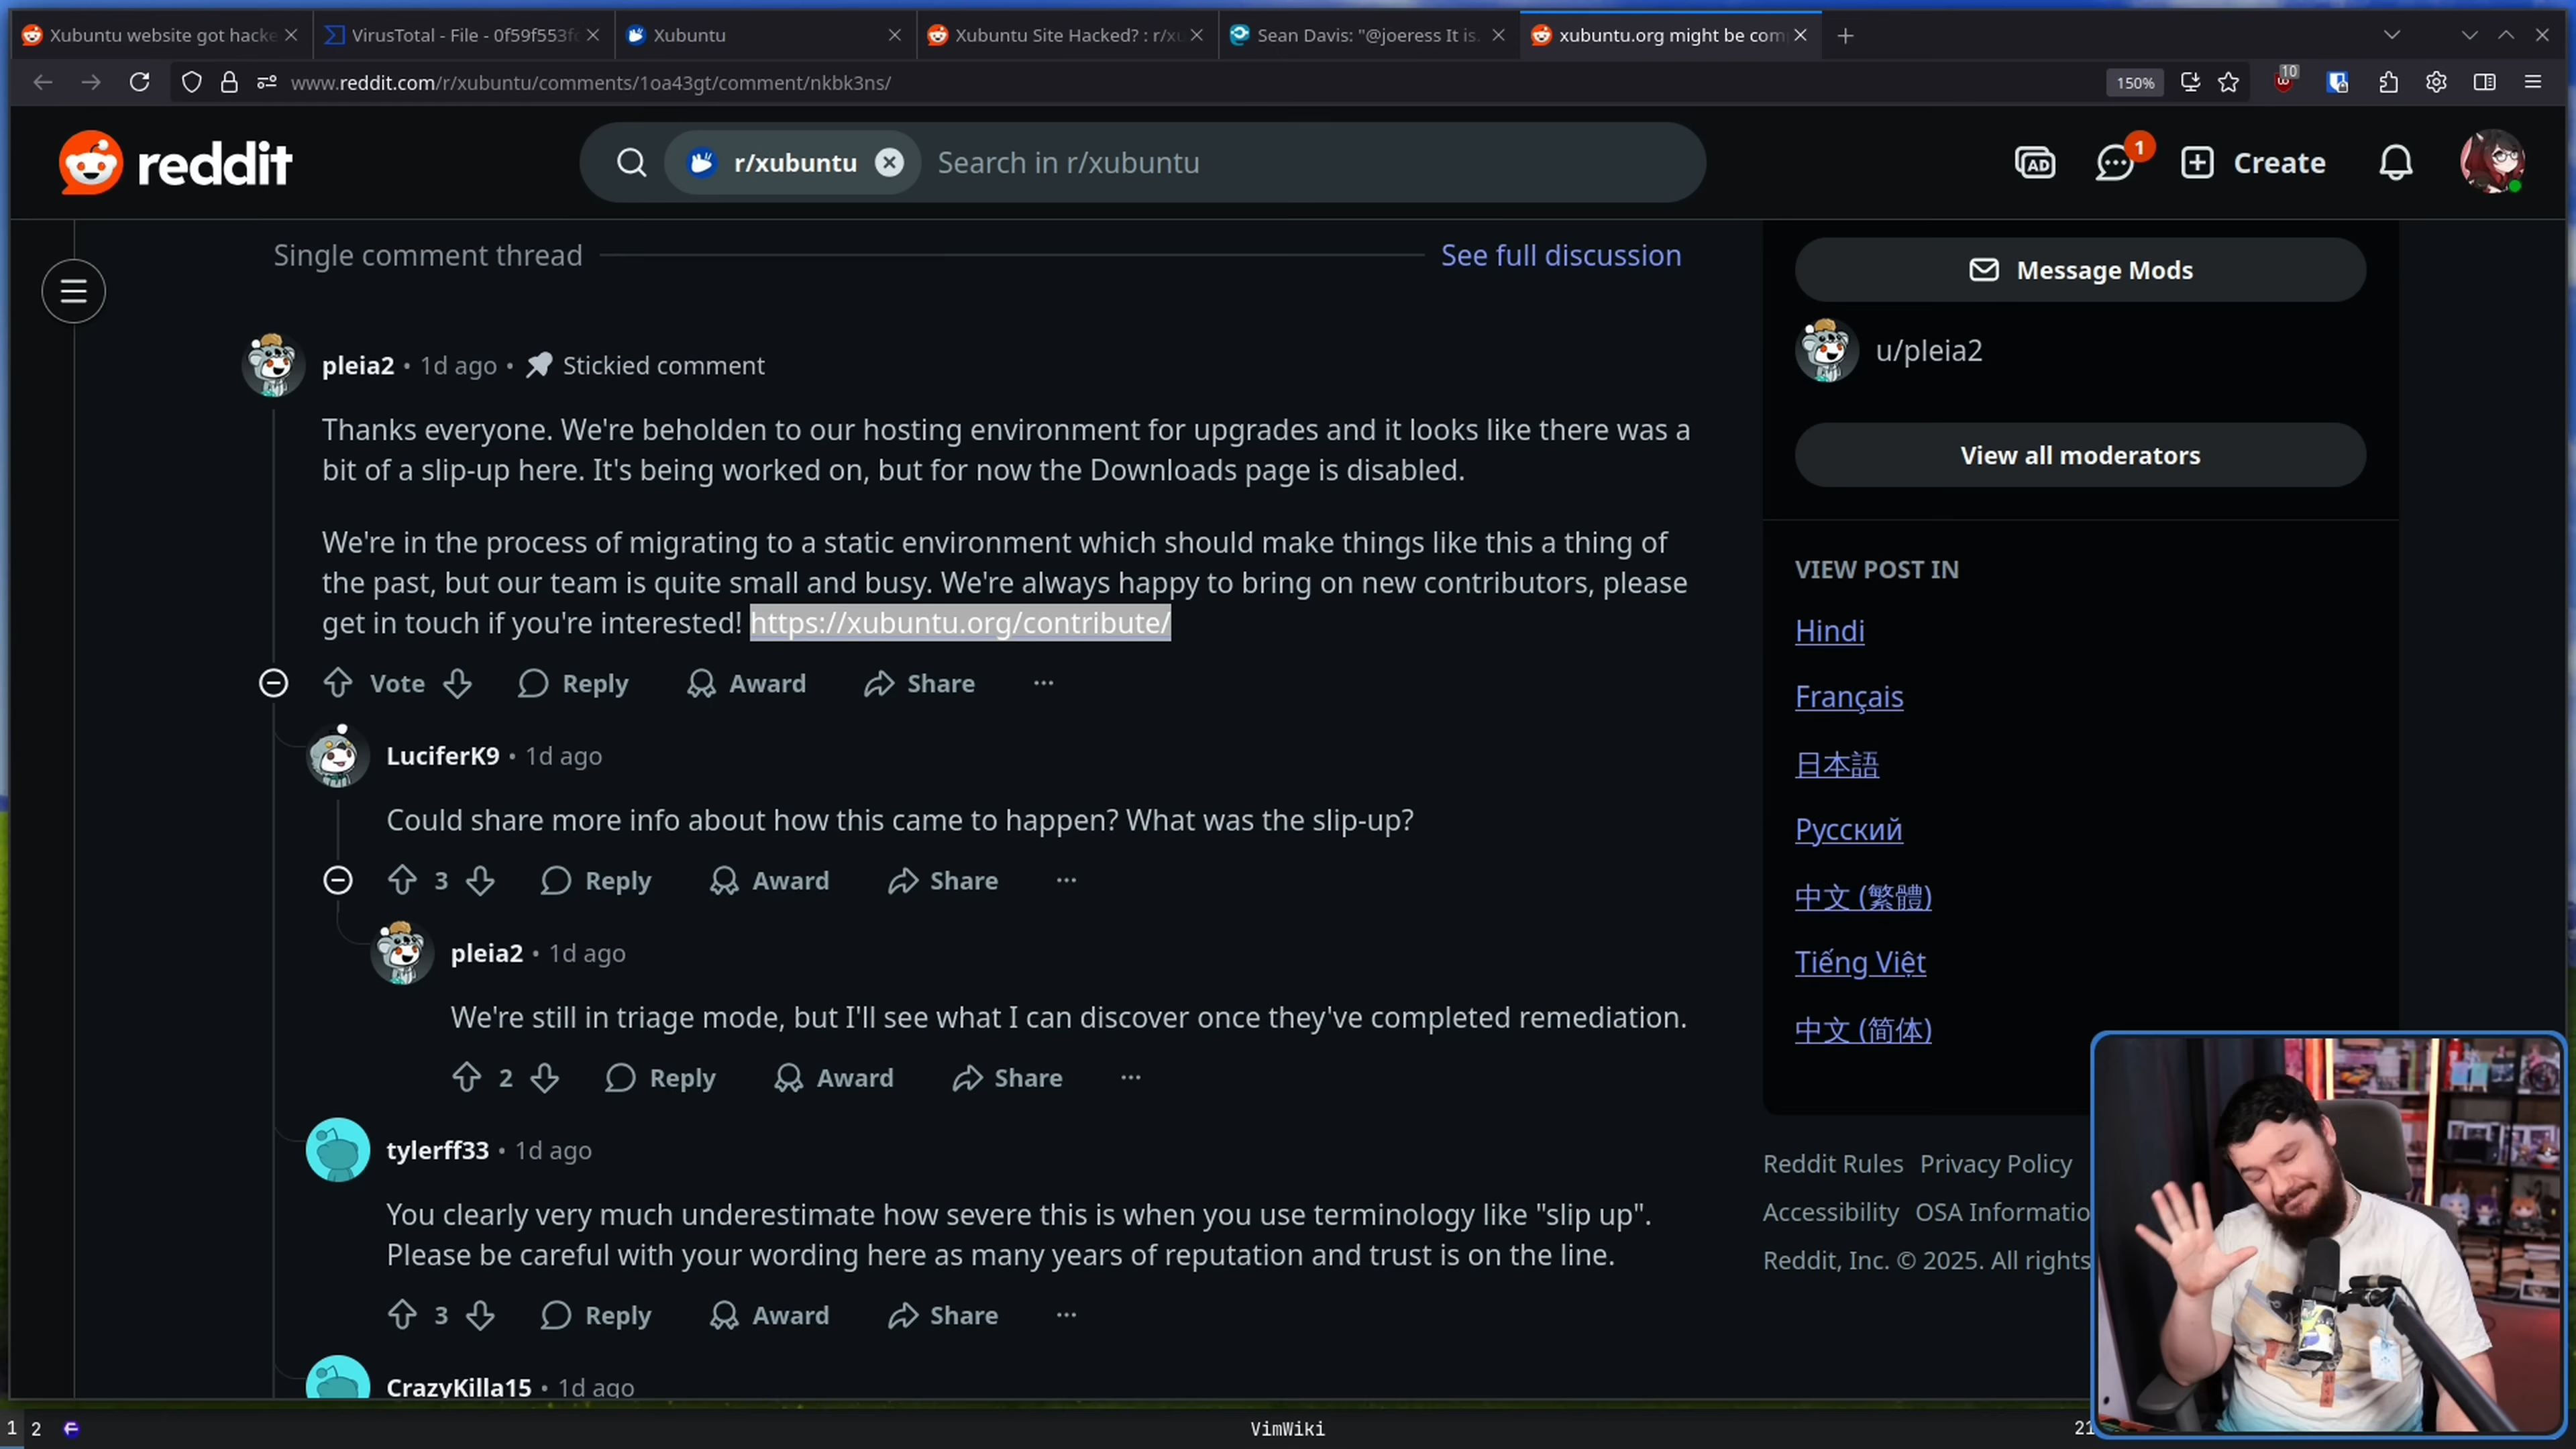 Xubuntu website got hacke
VirusTotal - File - 0f59f553f
Xubuntu
Xubuntu Site Hacked? : r/xu
Sean Davis: "@joeress It is.
xubuntu.org might be com
www.reddit.com/r/xubuntu/comments/1oa43gt/comment/nkbk3ns/
150%
10
reddit
r/xubuntu
Search in r/xubuntu
AD
1
Create
Single comment thread
See full discussion
pleia2 • 1d ago • Stickied comment
Thanks everyone. We're beholden to our hosting environment for upgrades and it looks like there was a
bit of a slip-up here. It's being worked on, but for now the Downloads page is disabled.
We're in the process of migrating to a static environment which should make things like this a thing of
the past, but our team is quite small and busy. We're always happy to bring on new contributors, please
get in touch if you're interested! https://xubuntu.org/contribute/
Vote
Reply
Award
Share
LuciferK9 • 1d ago
Could share more info about how this came to happen? What was the slip-up?
3
Reply
Award
Share
pleia2 • 1d ago
We're still in triage mode, but I'll see what I can discover once they've completed remediation.
2
Reply
Award
Share
tylerff33 • 1d ago
You clearly very much underestimate how severe this is when you use terminology like "slip up".
Please be careful with your wording here as many years of reputation and trust is on the line.
3
Reply
Award
Share
CrazyKilla15 • 1d ago
Message Mods
u/pleia2
View all moderators
VIEW POST IN
Hindi
Français
日本語
Русский
中文 (繁體)
Tiếng Việt
中文 (简体)
Reddit Rules Privacy Policy
Accessibility OSA Informatio
Reddit, Inc. © 2025. All rights
1 2
VimWiki
21